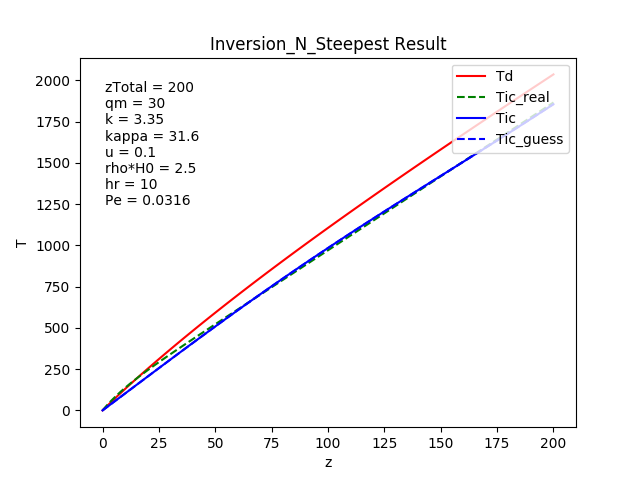 Inversion_N_Steepest Result
zTotal = 200
qm = 30
k = 3.35
kappa = 31.6
u = 0.1
rho*H0 = 2.5
hr = 10
Pe = 0.0316
Td
Tic_real
Tic
Tic_guess
T
2000
1750
1500
1250
1000
750
500
250
0
0 25 50 75 100 125 150 175 200
z